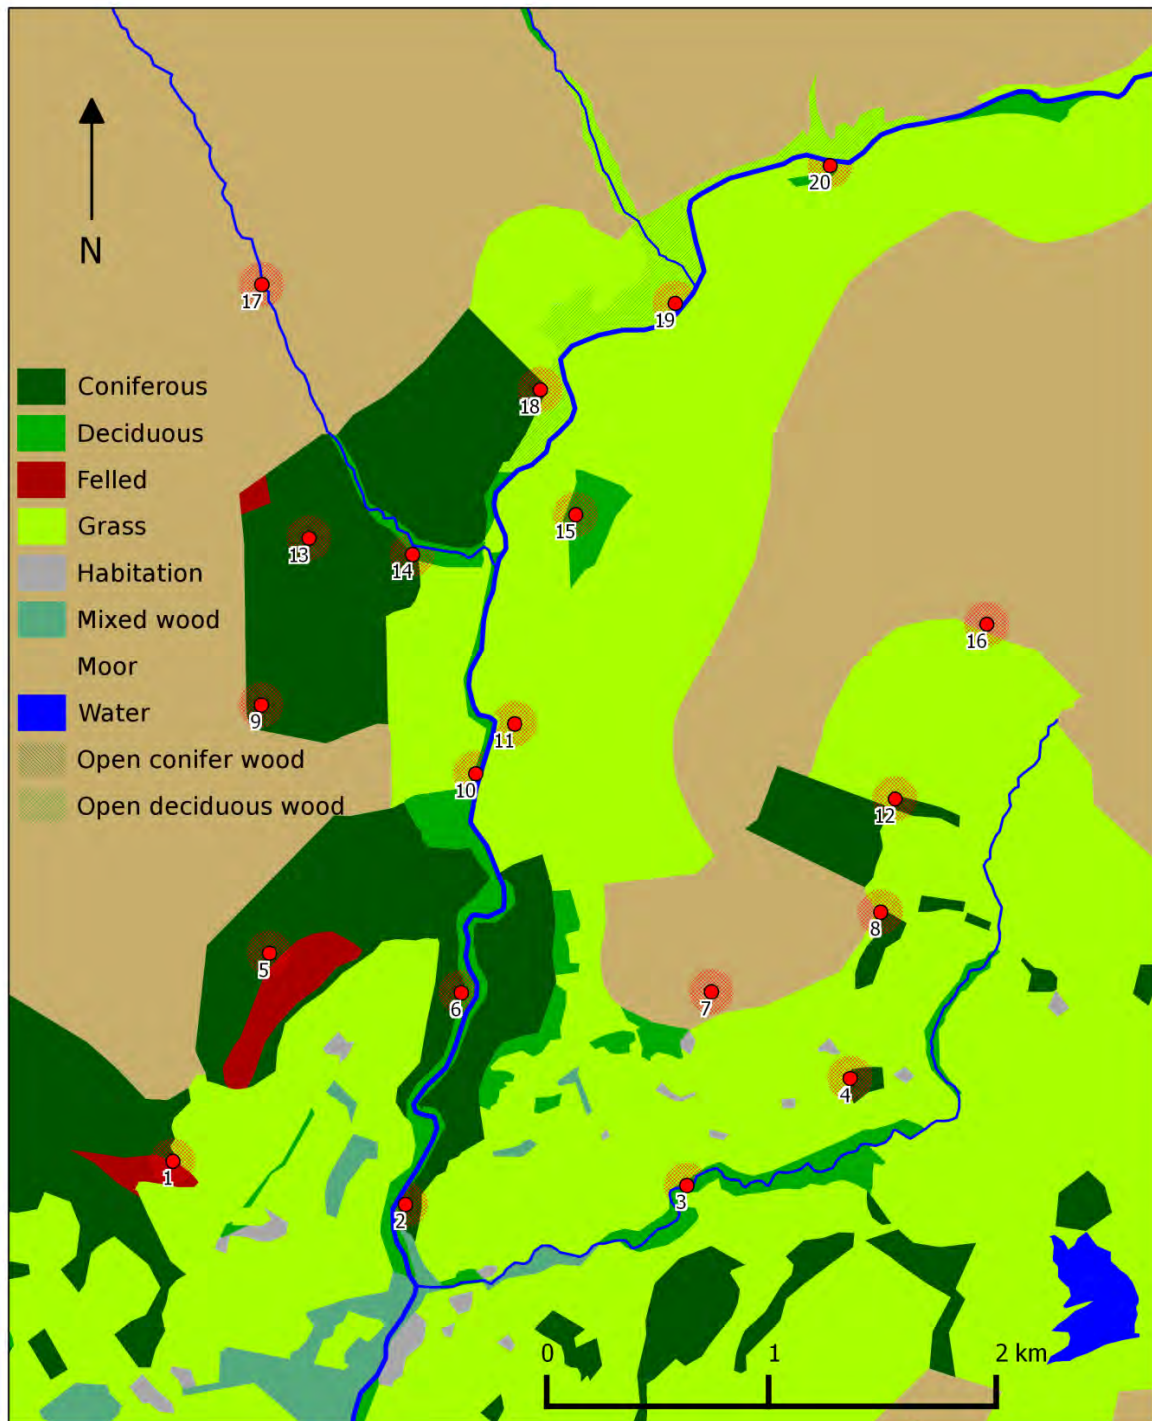 20
N
17
19
Coniferous
18
Deciduous
Felled
15
Grass
13
14
Habitation
Mixed wood
16
Moor
9
Water
11
Open conifer wood
10
12
Open deciduous wood
8
5
6
7
4
1
3
2
0 1 2 km